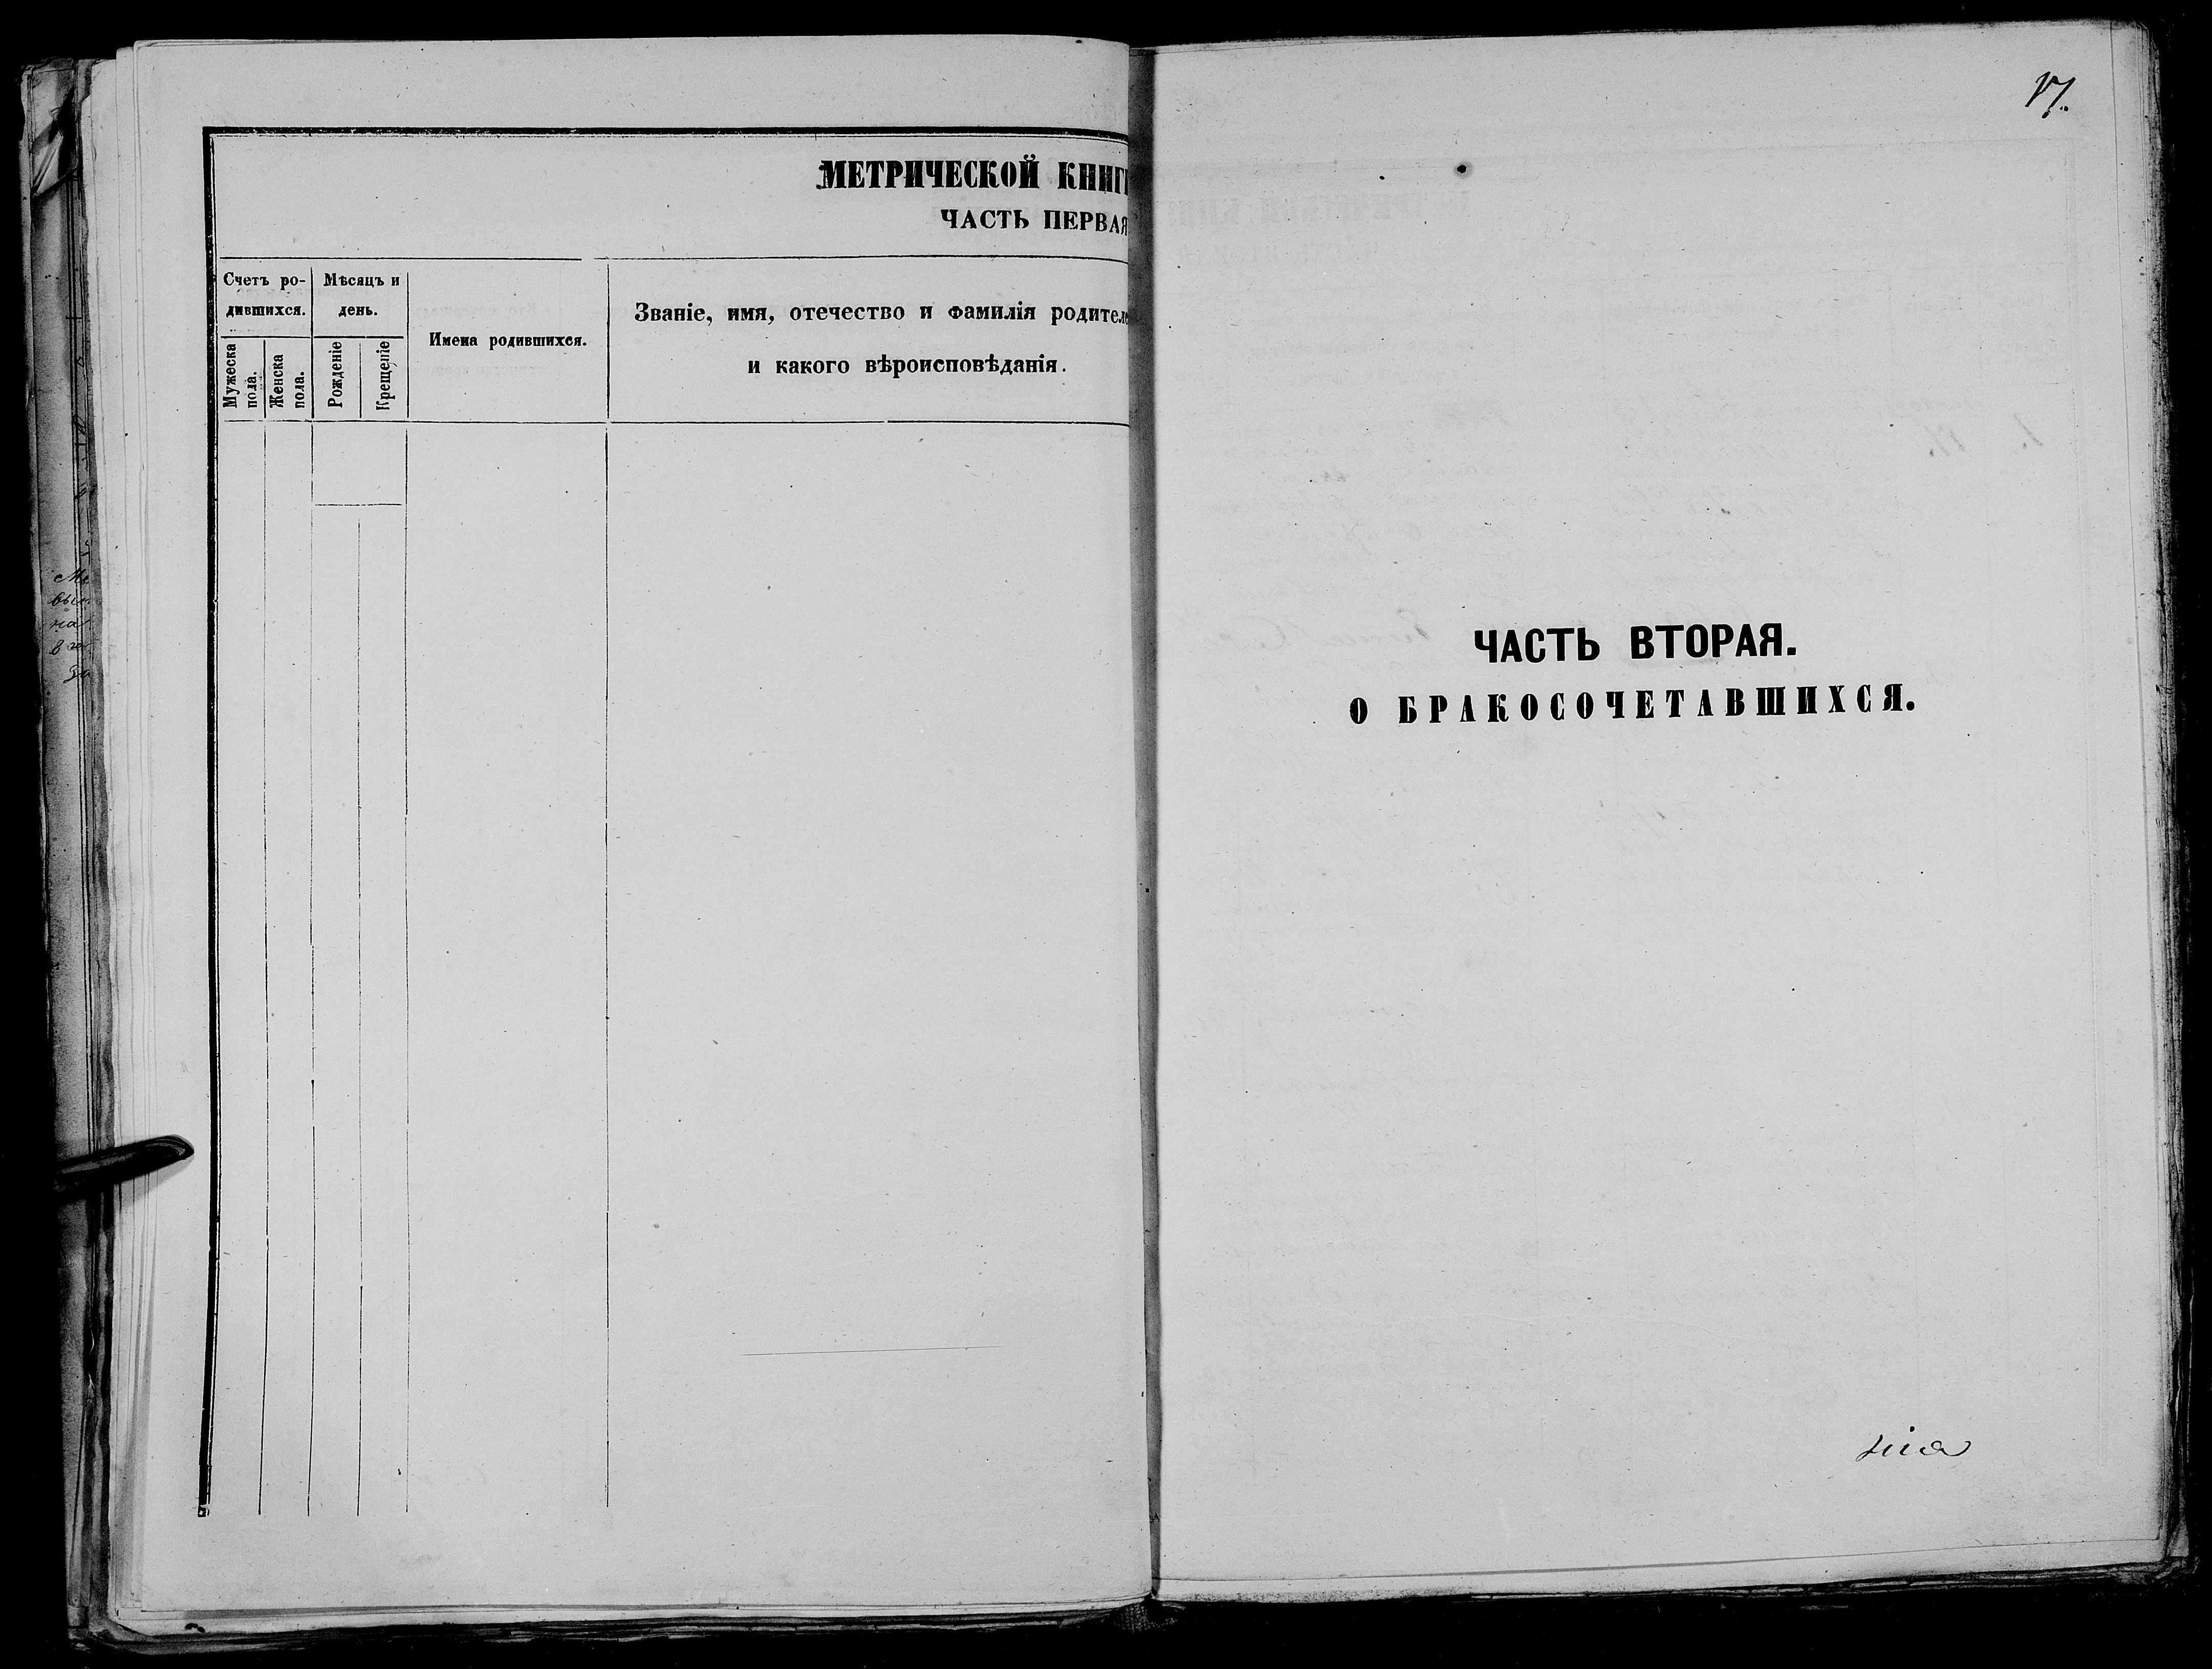 МЕТРИЧЕСКОЙ КНИГИ
ЧАСТЬ ПЕРВАЯ
Счетъ ро-
дившихся.
Мужеска
пола.
Женска
пола.
Мѣсяцъ и
день.
Рожденіе
Крещеніе
Имена родившихся.
Званіе, имя, отечество и фамилія родителе
и какого вѣроисповѣданія.
17.
ЧАСТЬ ВТОРАЯ.
О БРАКОСОЧЕТАВШИХСЯ.